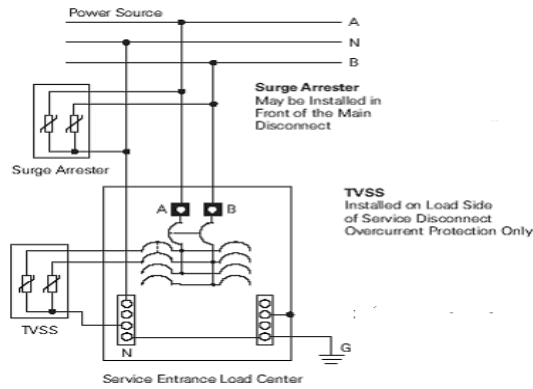 Power Source
A
N
B
Surge Arrester
May be Installed in
Front of the Main
Disconnect
Surge Arrester
TVSS
Installed on Load Side
of Service Disconnect
Overcurrent Protection Only
A
B
TVSS
N
G
Service Entrance Load Center